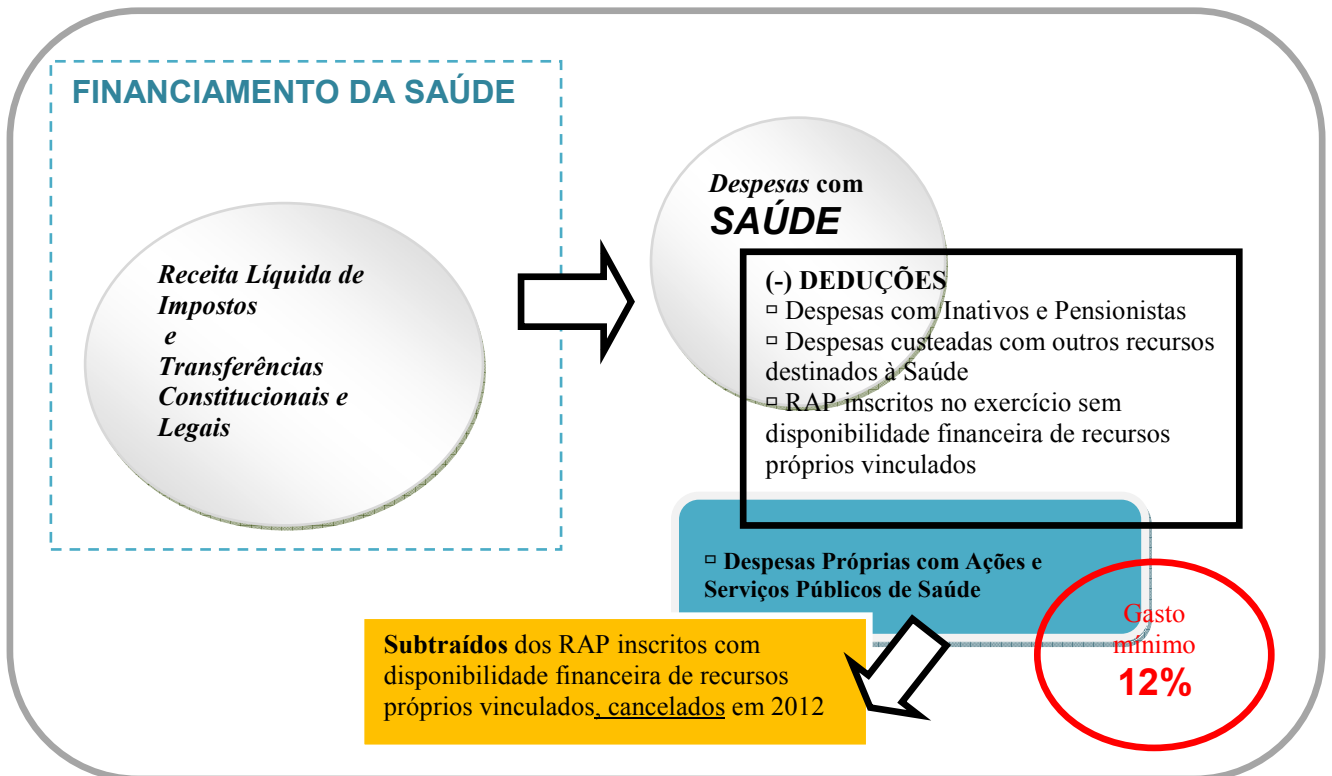 FINANCIAMENTO DA SAÚDE
Receita Líquida de
Impostos
e
Transferências
Constitucionais e
Legais
Despesas com
SAÚDE
(-) DEDUÇÕES
▫ Despesas com Inativos e Pensionistas
▫ Despesas custeadas com outros recursos
destinados à Saúde
▫ RAP inscritos no exercício sem
disponibilidade financeira de recursos
próprios vinculados
▫ Despesas Próprias com Ações e
Serviços Públicos de Saúde
Gasto
mínimo
12%
Subtraídos dos RAP inscritos com
disponibilidade financeira de recursos
próprios vinculados, cancelados em 2012